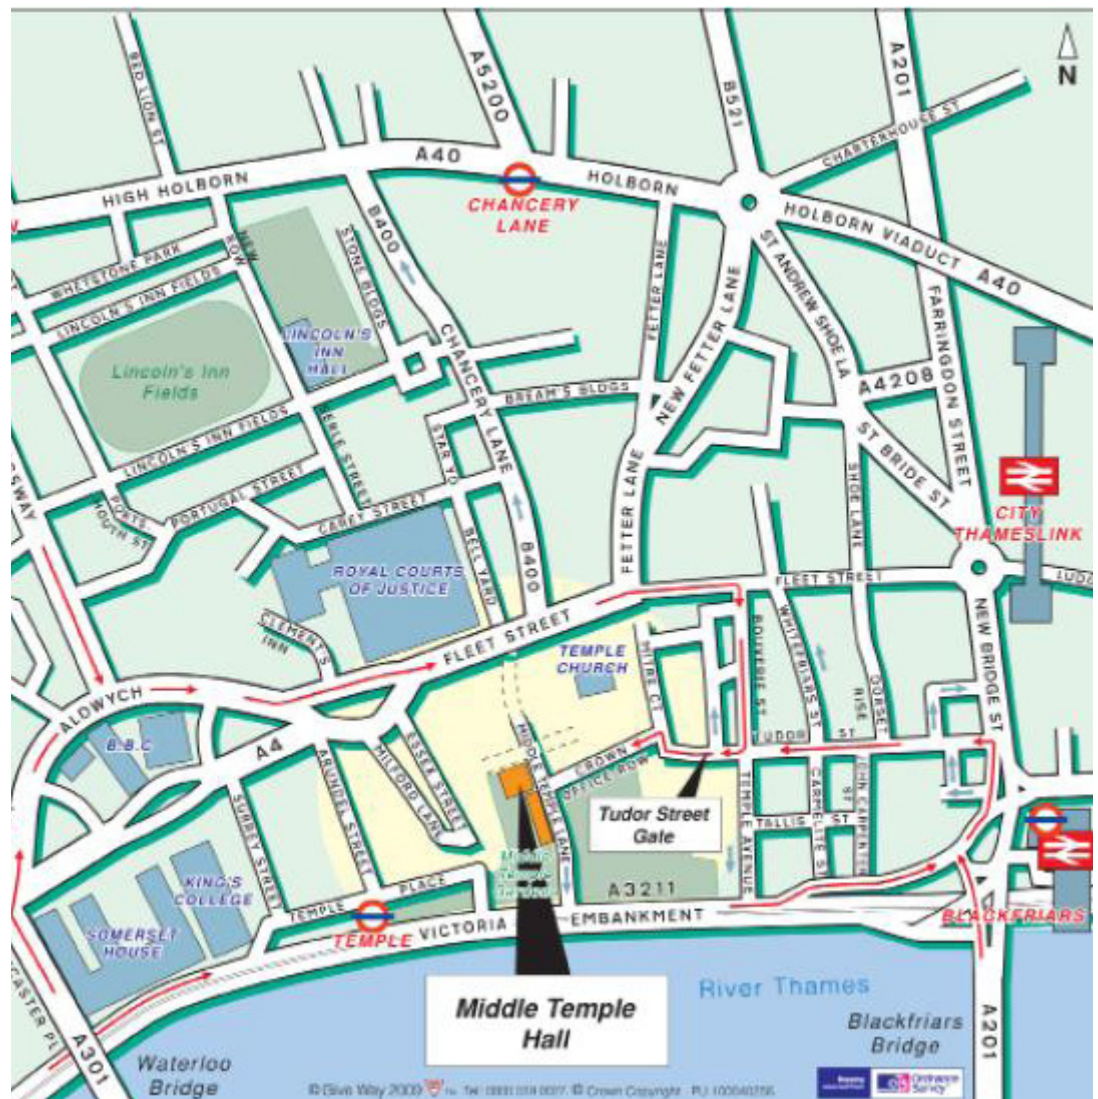 RED LION ST
A5200
B521
A201
N
CHARTERHOUSE ST
A40
HIGH HOLBORN
CHANCERY
LANE
HOLBORN
HOLBORN VIADUCT
A40
B400
STONE BLDGS
NEW
ROW
WHETSTONE PARK
LINCOLN'S INN FIELDS
FETTER LANE
ST ANDREW SHOE LA
NEW FETTER LANE
FARRINGDON STREET
LINCOLN'S
INN
HALL
Lincoln's Inn
Fields
CHANCERY LANE
A4208
BREAM'S BLDGS
LINCOLN'S INN FIELDS
SERLE STREET
STAR YD
ST BRIDE ST
SHOE LANE
FETTER LANE
PORTUGAL STREET
PORTS-
MOUTH ST
CAREY STREET
CITY
THAMESLINK
BELL YARD
B400
ROYAL COURTS
OF JUSTICE
FLEET STREET
NEW BRIDGE ST
CLEMENT'S
INN
FLEET STREET
TEMPLE
CHURCH
MITRE CT
BOUVERIE ST
WHITEFRIARS ST
DORSET
RISE
ALDWYCH
B.B.C
A4
TUDOR ST
ARUNDEL STREET
MILFORD LANE
ESSEX STREET
MIDDLE TEMPLE LANE
CROWN
OFFICE ROW
Tudor Street
Gate
TEMPLE AVENUE
TALLIS ST
CARMELITE ST
JOHN CARPENTER
ST
SURREY STREET
KING'S
COLLEGE
SOMERSET
HOUSE
TEMPLE PLACE
TEMPLE
VICTORIA EMBANKMENT
A3211
BLACKFRIARS
Middle Temple
Hall
River Thames
Blackfriars
Bridge
A201
A301
Waterloo
Bridge